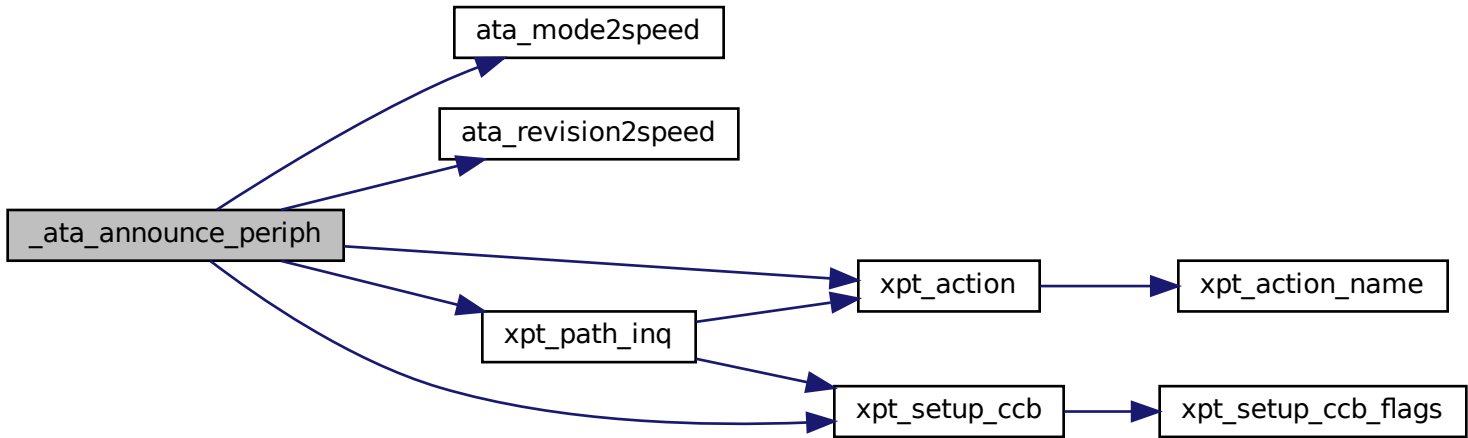 ata_mode2speed
ata_revision2speed
_ata_announce_periph
xpt_action
xpt_action_name
xpt_path_inq
xpt_setup_ccb
xpt_setup_ccb_flags